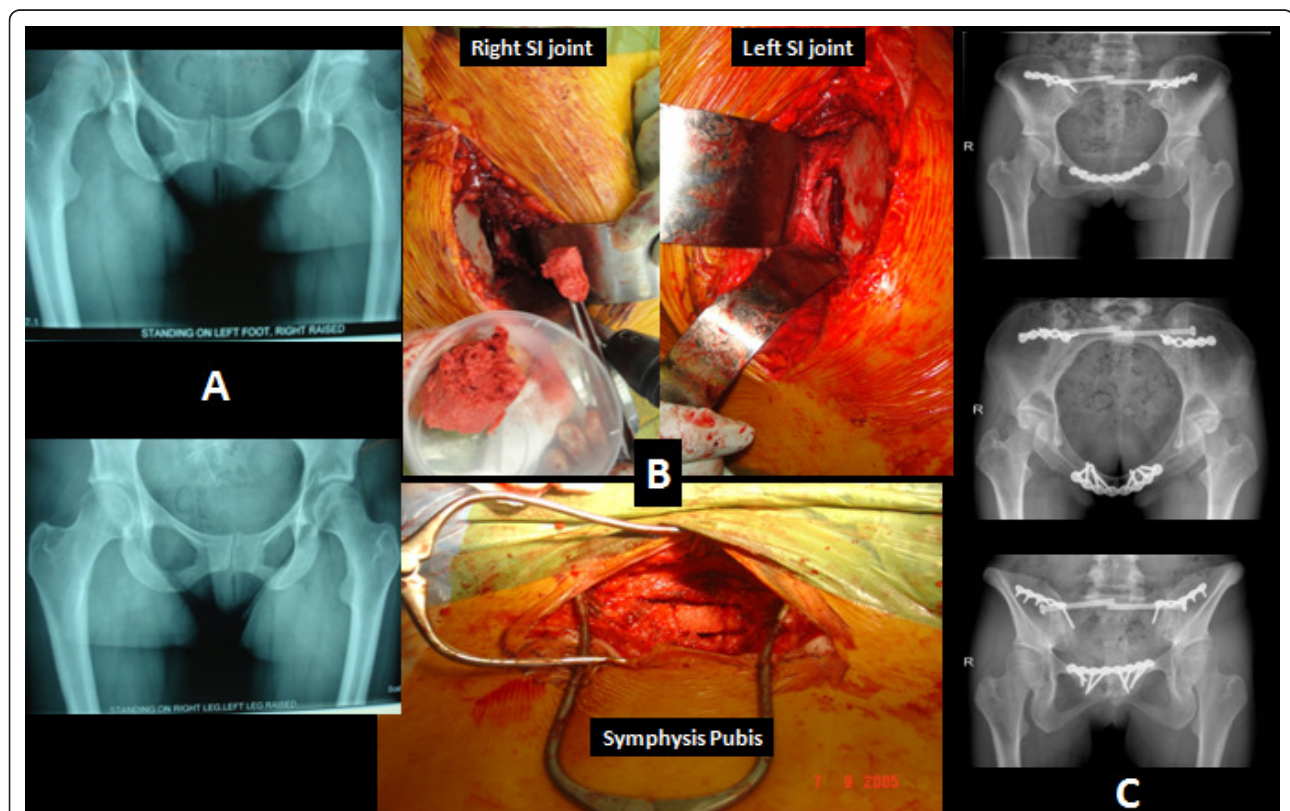 Right SI joint
Left SI joint
STANDING ON LEFT FOOT, RIGHT RAISED
A
R
R
B
STANDING ON RIGHT LEG,LEFT LEG RAISED
Symphysis Pubis
7 9 2005
R
C